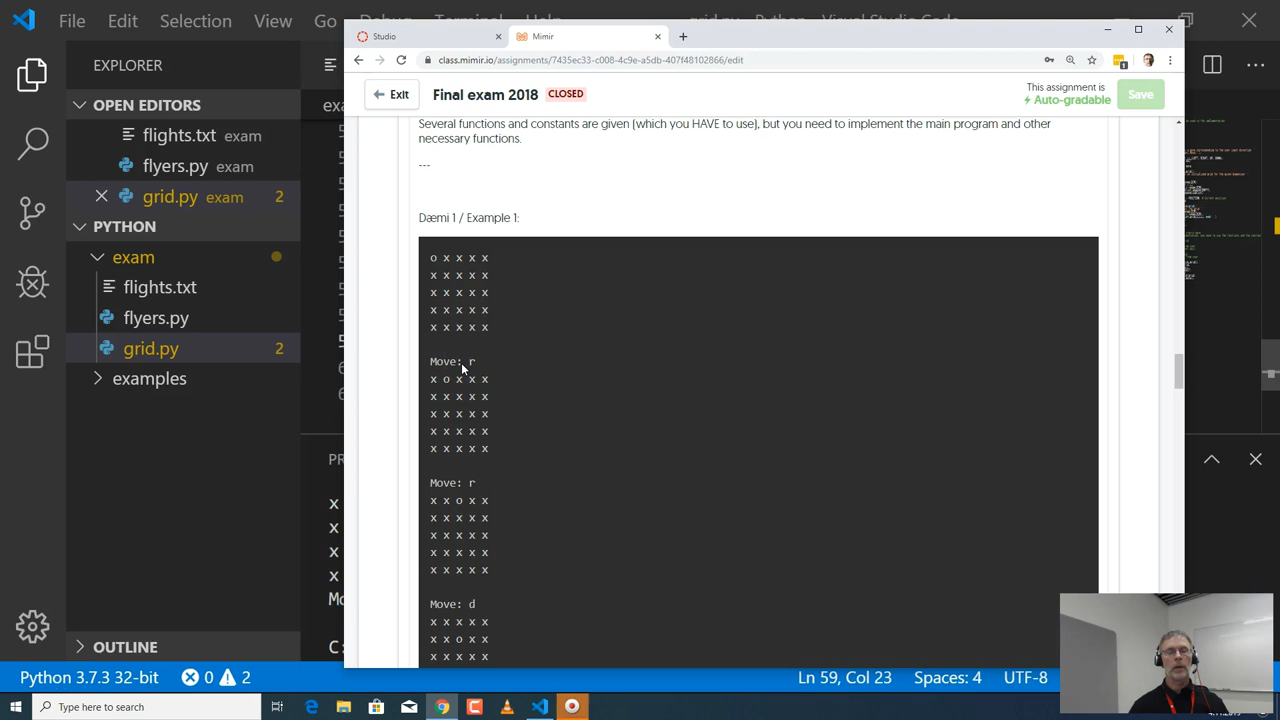 File Edit Selection View Go
Studio
Mimir
class.mimir.io/assignments/7435ec33-c008-4c9e-a5db-407f48102866/edit
EXPLORER
Exit
Final exam 2018
CLOSED
This assignment is
Auto-gradable
Save
OPEN EDITORS
flights.txt exam
flyers.py exam
grid.py exam 2
PYTHON
exam
flights.txt
flyers.py
grid.py 2
examples
OUTLINE
Several functions and constants are given (which you HAVE to use), but you need to implement the main program and other
necessary functions.
---
Dæmi 1 / Example 1:
o x x x x
x x x x x
x x x x x
x x x x x
x x x x x
Move: r
x o x x x
x x x x x
x x x x x
x x x x x
x x x x x
Move: r
x x o x x
x x x x x
x x x x x
x x x x x
x x x x x
Move: d
x x x x x
x x o x x
x x x x x
x
x
x
x
Python 3.7.3 32-bit
0
2
Ln 59, Col 23
Spaces: 4
UTF-8
Type here to search